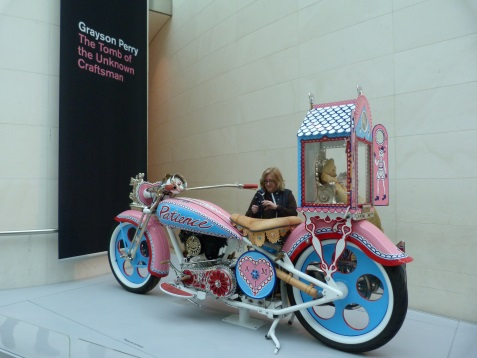 Grayson Perry
The Tomb of
the Unknown
Craftsman
Patience